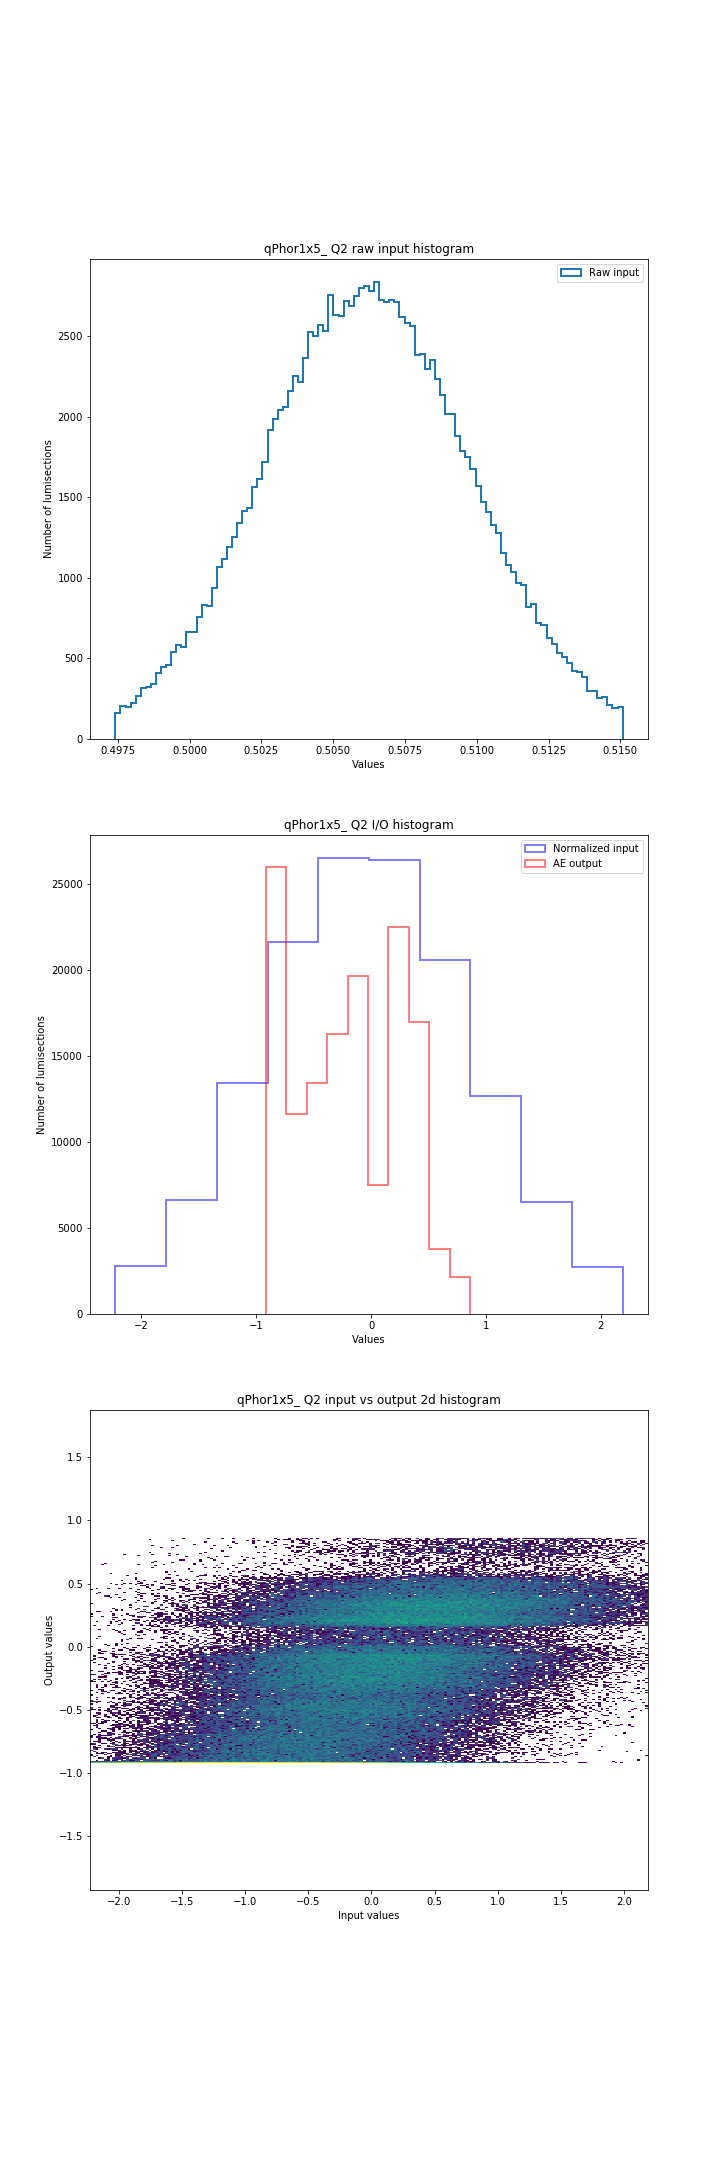 qPhor1x5_ Q2 raw input histogram
Raw input
Number of lumisections
2500
2000
1500
1000
500
0
0.4975 0.5000 0.5025 0.5050 0.5075 0.5100 0.5125 0.5150
Values
qPhor1x5_ Q2 I/O histogram
Normalized input
AE output
Number of lumisections
25000
20000
15000
10000
5000
0
−2 −1 0 1 2
Values
qPhor1x5_ Q2 input vs output 2d histogram
Output values
1.5
1.0
0.5
0.0
−0.5
−1.0
−1.5
−2.0 −1.5 −1.0 −0.5 0.0 0.5 1.0 1.5 2.0
Input values